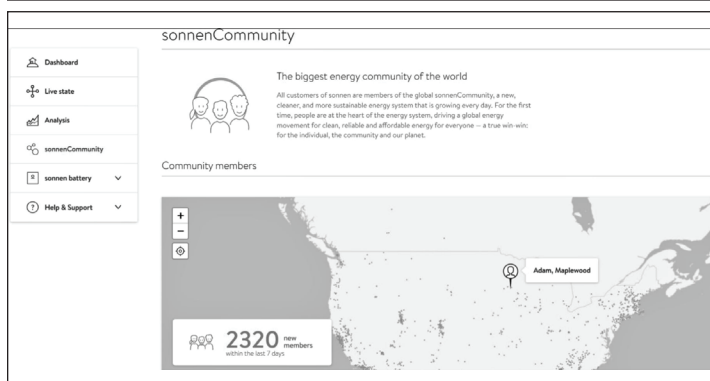 sonnenCommunity
Dashboard
Live state
Analysis
sonnenCommunity
sonnen battery
Help & Support
The biggest energy community of the world
All customers of sonnen are members of the global sonnenCommunity, a new,
cleaner, and more sustainable energy system that is growing every day. For the first
time, people are at the heart of the energy system, driving a global energy
movement for clean, reliable and affordable energy for everyone — a true win-win:
for the individual, the community and our planet.
Community members
+
−
Adam, Maplewood
2320 new members
within the last 7 days